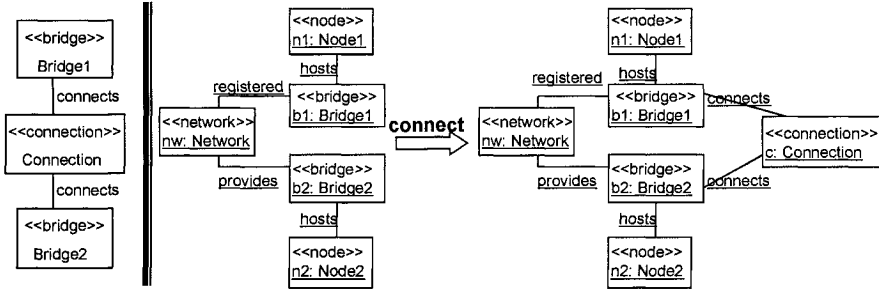 <<bridge>>
Bridge1
connects
<<connection>>
Connection
connects
<<bridge>>
Bridge2
<<node>>
n1: Node1
hosts
registered
<<bridge>>
b1: Bridge1
<<network>>
nw: Network
provides
<<bridge>>
b2: Bridge2
hosts
<<node>>
n2: Node2
connect
<<node>>
n1: Node1
hosts
registered
<<bridge>>
b1: Bridge1
connects
<<network>>
nw: Network
<<connection>>
c: Connection
provides
<<bridge>>
b2: Bridge2
connects
hosts
<<node>>
n2: Node2